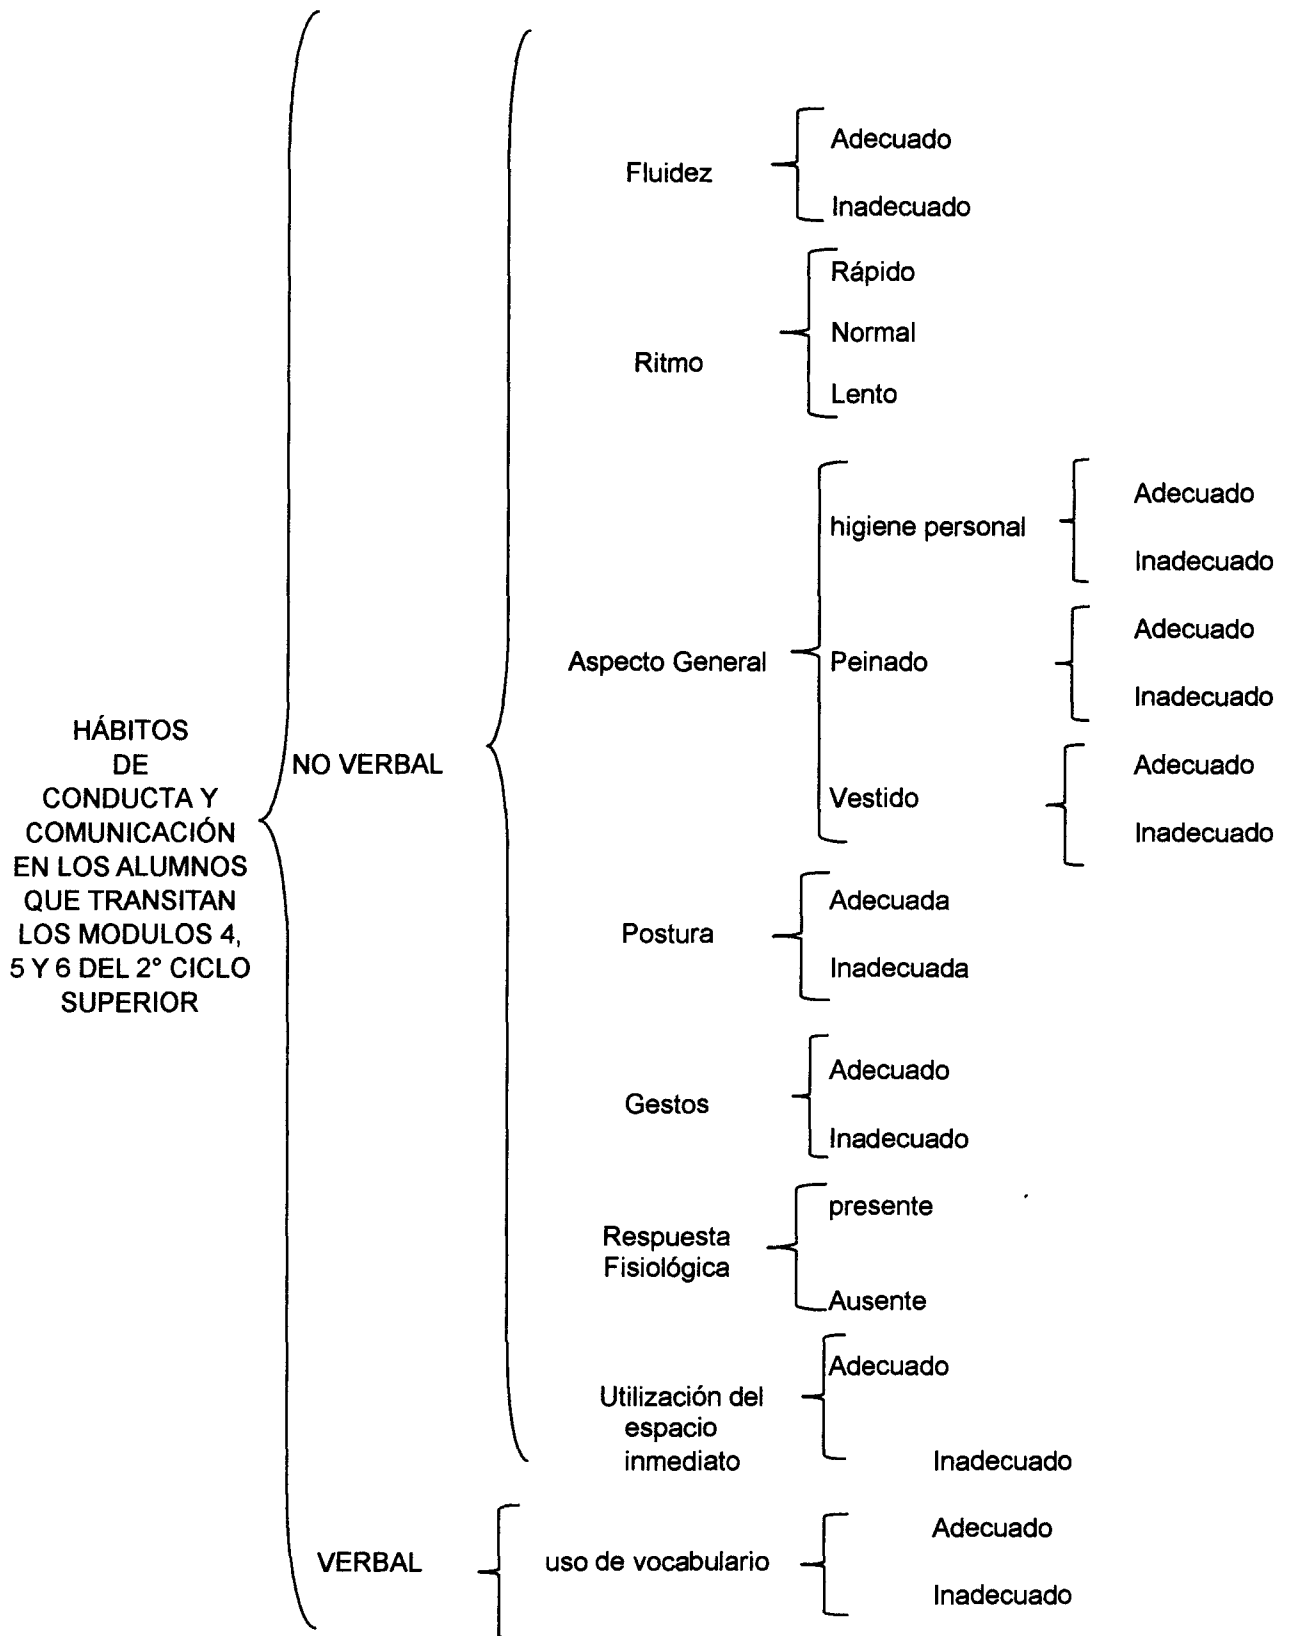 HÁBITOS
DE
CONDUCTA Y
COMUNICACIÓN
EN LOS ALUMNOS
QUE TRANSITAN
LOS MODULOS 4,
5 Y 6 DEL 2° CICLO
SUPERIOR
NO VERBAL
Fluidez
Adecuado
Inadecuado
Ritmo
Rápido
Normal
Lento
Aspecto General
higiene personal
Adecuado
Inadecuado
Peinado
Adecuado
Inadecuado
Vestido
Adecuado
Inadecuado
Postura
Adecuada
Inadecuada
Gestos
Adecuado
Inadecuado
Respuesta
Fisiológica
presente
Ausente
Utilización del
espacio
inmediato
Adecuado
Inadecuado
VERBAL
uso de vocabulario
Adecuado
Inadecuado